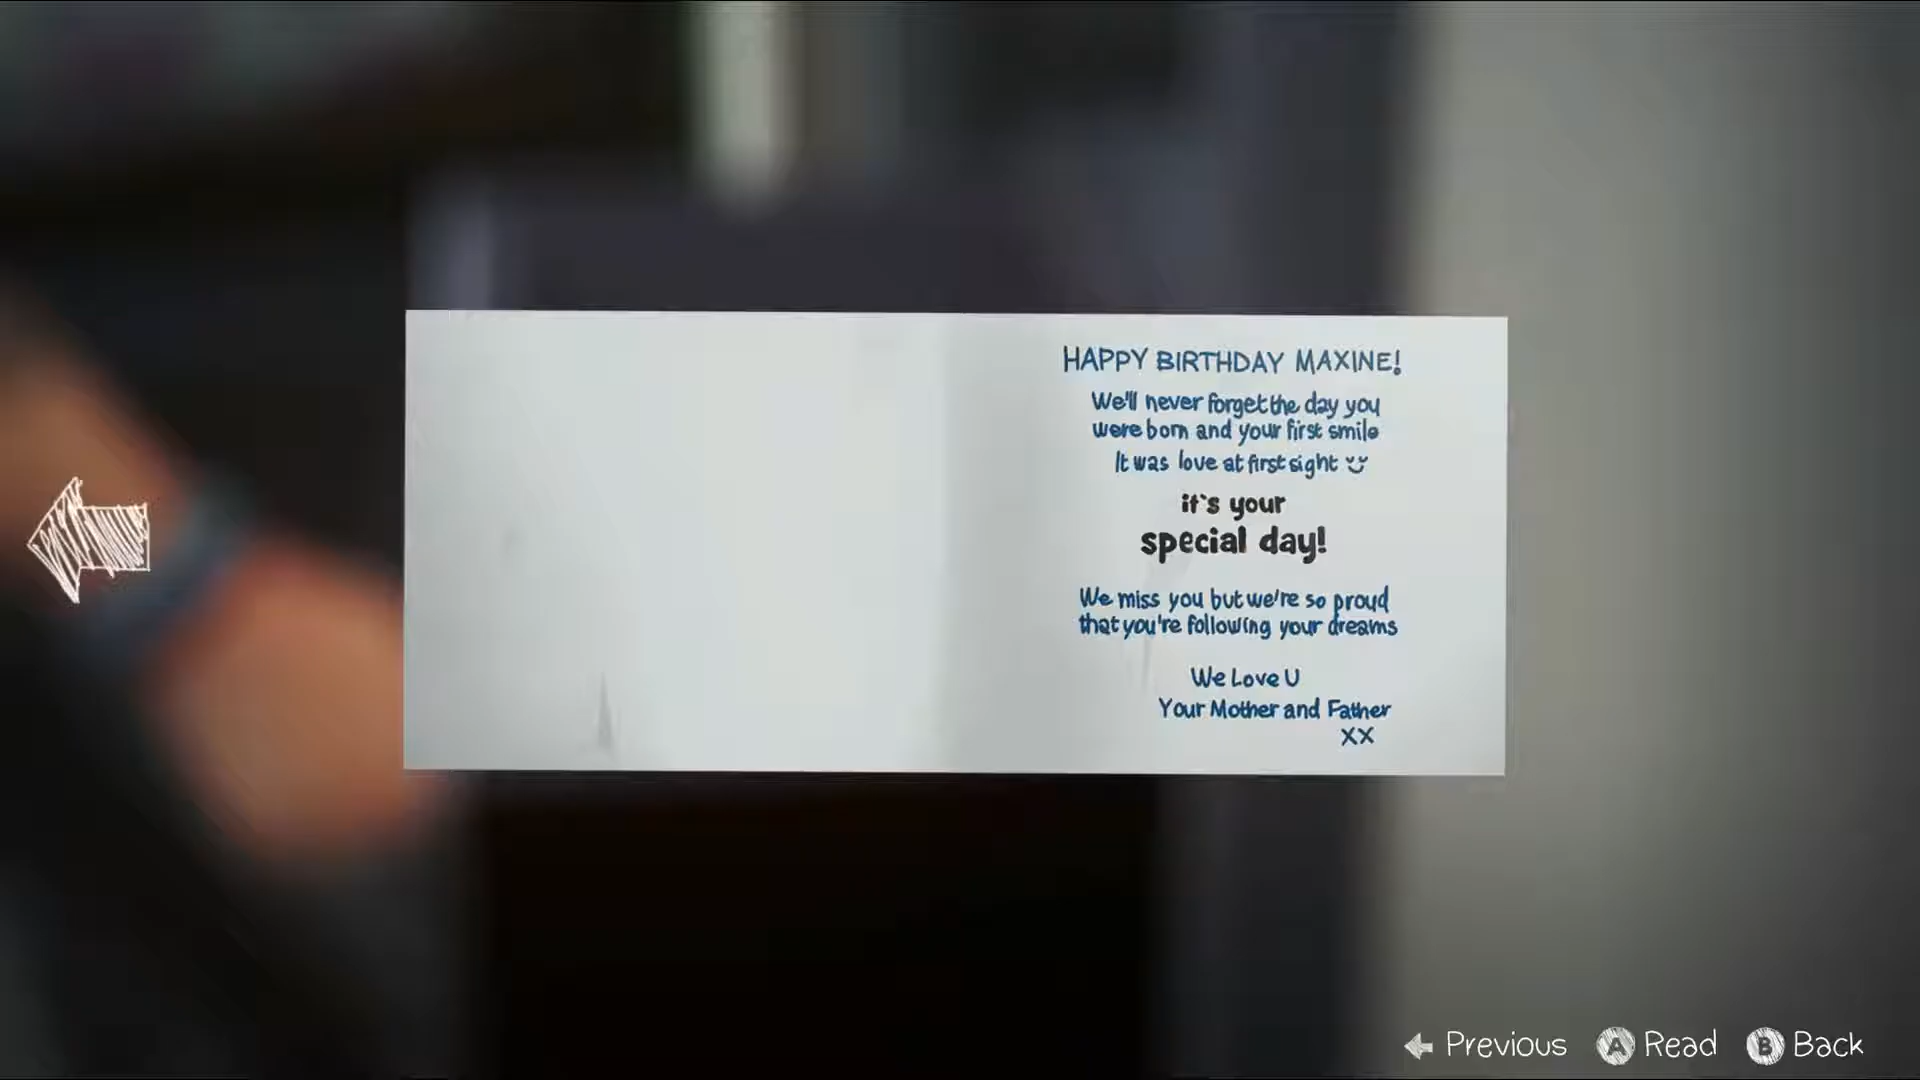 HAPPY BIRTHDAY MAXINE!
We'll never forget the day you
were born and your first smile
It was love at first sight
it's your
special day!
We miss you but we're so proud
that you're following your dreams
We Love U
Your Mother and Father
XX
Previous A Read B Back